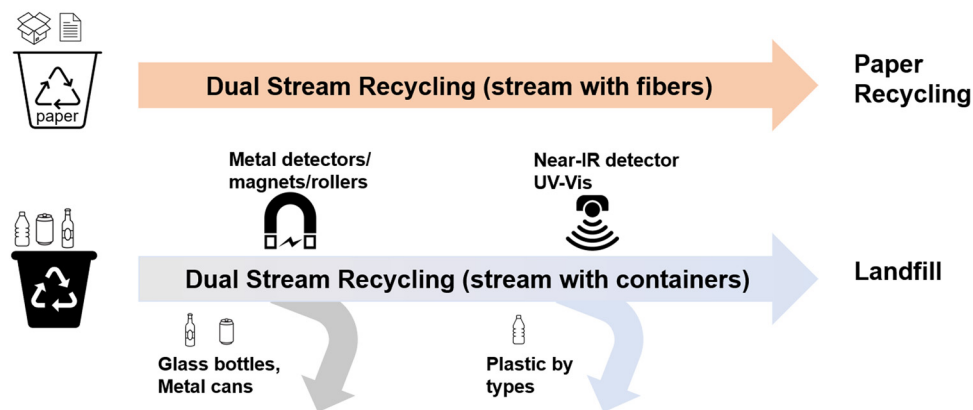 paper
Dual Stream Recycling (stream with fibers)
Paper
Recycling
Metal detectors/
magnets/rollers
Near-IR detector
UV-Vis
Dual Stream Recycling (stream with containers)
Landfill
Glass bottles,
Metal cans
Plastic by
types